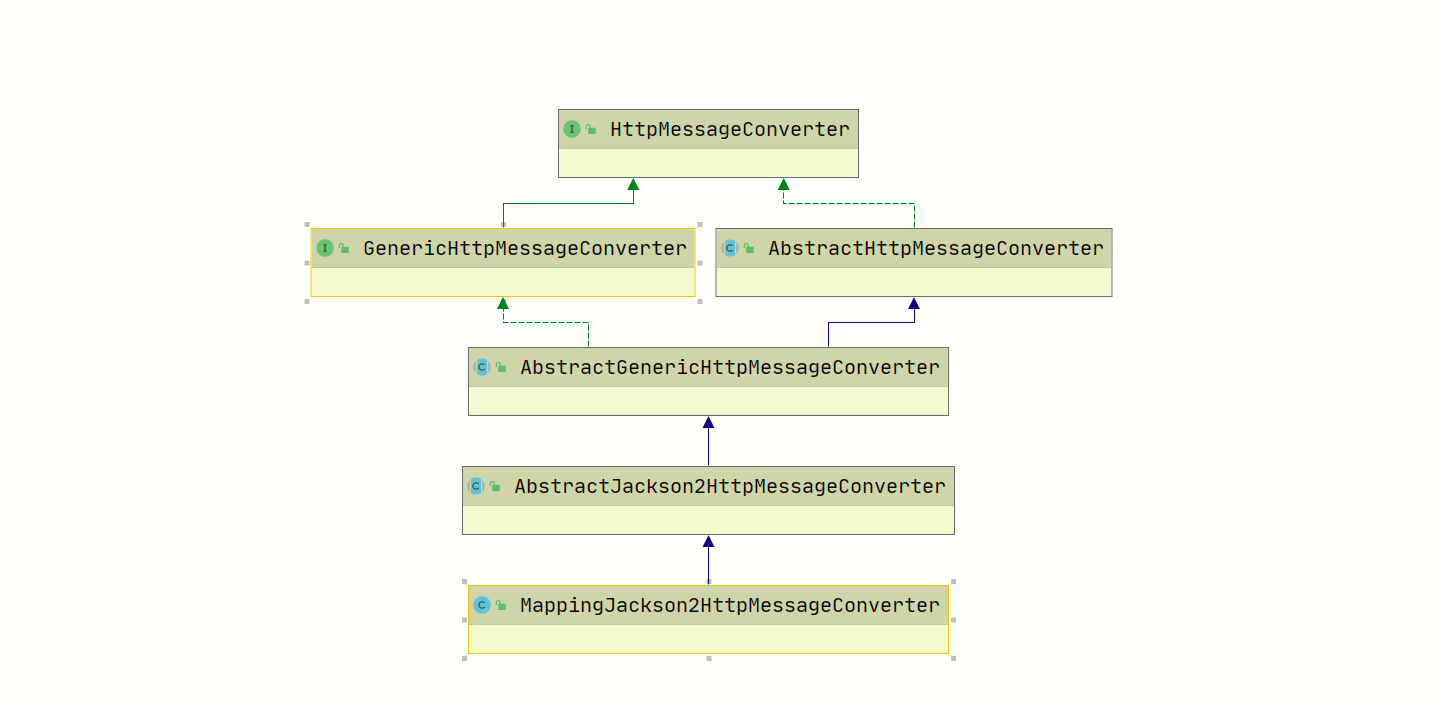 I HttpMessageConverter
I GenericHttpMessageConverter
C AbstractHttpMessageConverter
C AbstractGenericHttpMessageConverter
C AbstractJackson2HttpMessageConverter
C MappingJackson2HttpMessageConverter